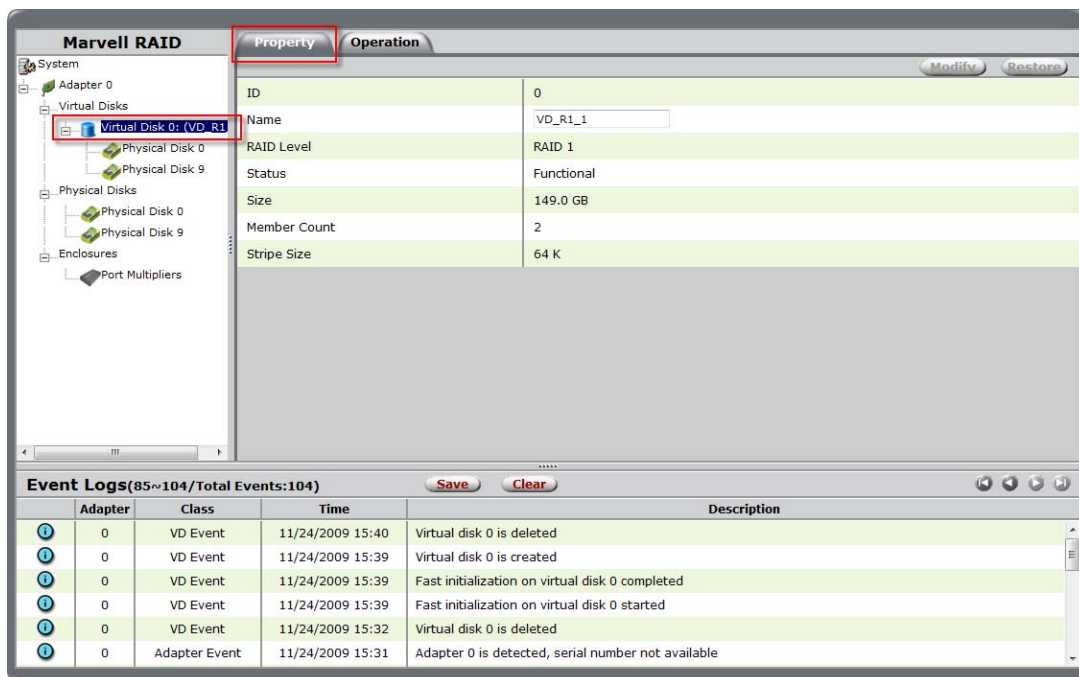 Marvell RAID
Property
Operation
Modify
Restore
System
Adapter 0
Virtual Disks
Virtual Disk 0: (VD_R1
Physical Disk 0
Physical Disk 9
Physical Disks
Physical Disk 0
Physical Disk 9
Enclosures
Port Multipliers
ID 0
Name VD_R1_1
RAID Level RAID 1
Status Functional
Size 149.0 GB
Member Count 2
Stripe Size 64 K
Event Logs(85~104/Total Events:104) Save Clear
Adapter Class Time Description
0 VD Event 11/24/2009 15:40 Virtual disk 0 is deleted
0 VD Event 11/24/2009 15:39 Virtual disk 0 is created
0 VD Event 11/24/2009 15:39 Fast initialization on virtual disk 0 completed
0 VD Event 11/24/2009 15:39 Fast initialization on virtual disk 0 started
0 VD Event 11/24/2009 15:32 Virtual disk 0 is deleted
0 Adapter Event 11/24/2009 15:31 Adapter 0 is detected, serial number not available